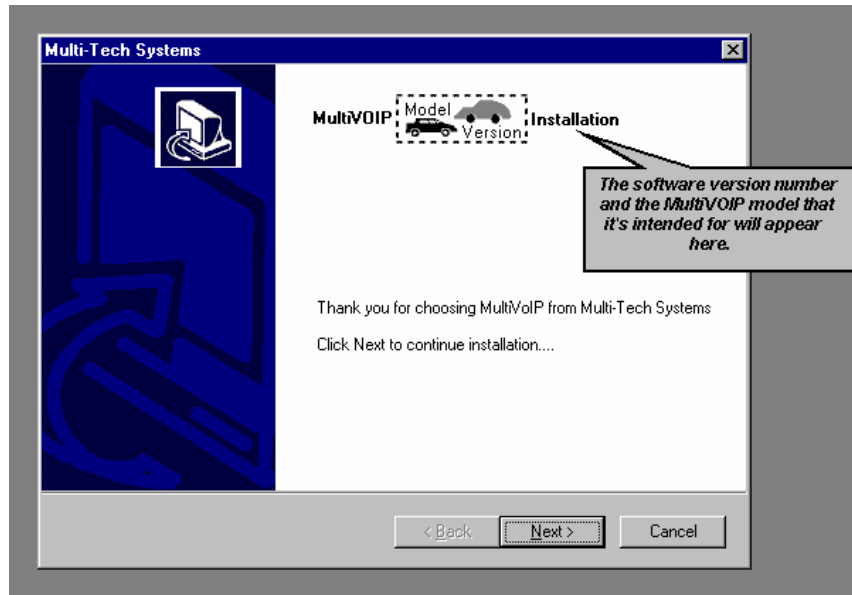 Multi-Tech Systems
MultiVOIP Model Version Installation
The software version number
and the MultiVOIP model that
it's intended for will appear
here.
Thank you for choosing MultiVoIP from Multi-Tech Systems
Click Next to continue installation....
< Back Next > Cancel